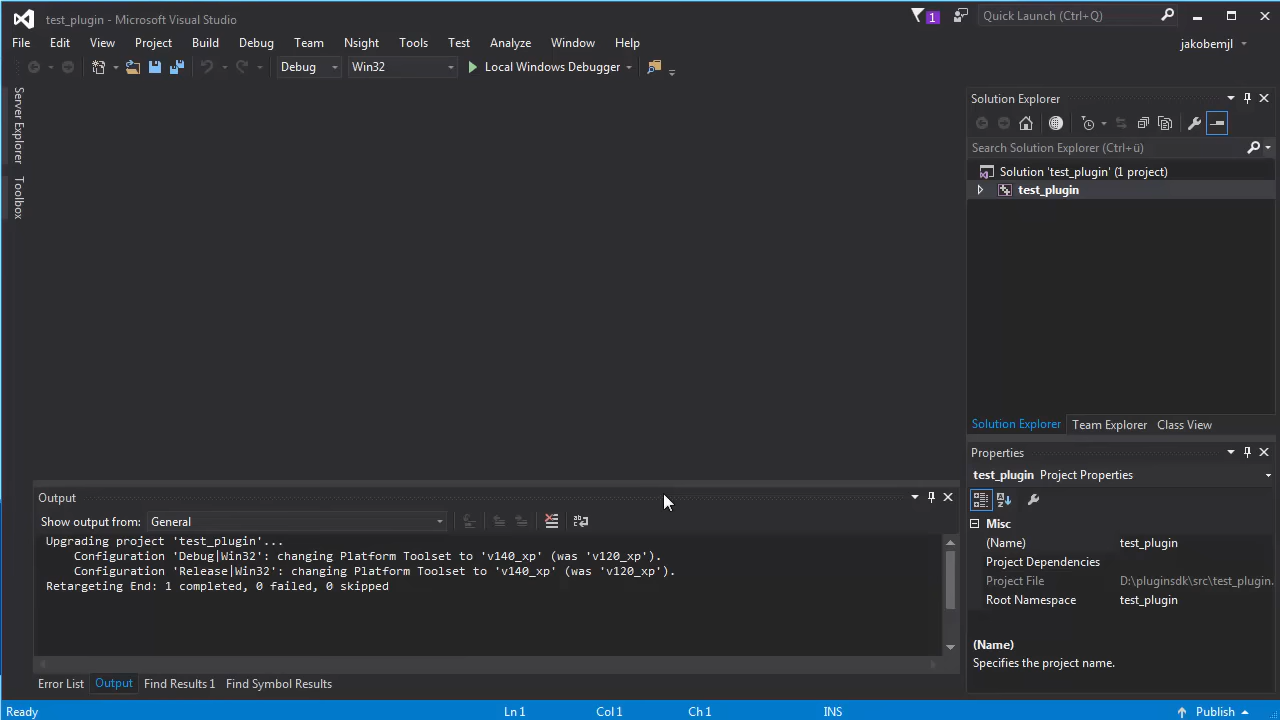 test_plugin - Microsoft Visual Studio
1
Quick Launch (Ctrl+Q)
File Edit View Project Build Debug Team Nsight Tools Test Analyze Window Help
jakobemjl
Debug Win32 Local Windows Debugger
Server Explorer
Toolbox
Solution Explorer
Search Solution Explorer (Ctrl+ü)
Solution 'test_plugin' (1 project)
test_plugin
Solution Explorer Team Explorer Class View
Properties
test_plugin Project Properties
Misc
(Name) test_plugin
Project Dependencies
Project File D:\pluginsdk\src\test_plugin.
Root Namespace test_plugin
(Name)
Specifies the project name.
Output
Show output from: General
Upgrading project 'test_plugin'...
Configuration 'Debug|Win32': changing Platform Toolset to 'v140_xp' (was 'v120_xp').
Configuration 'Release|Win32': changing Platform Toolset to 'v140_xp' (was 'v120_xp').
Retargeting End: 1 completed, 0 failed, 0 skipped
Error List Output Find Results 1 Find Symbol Results
Ready Ln 1 Col 1 Ch 1 INS Publish